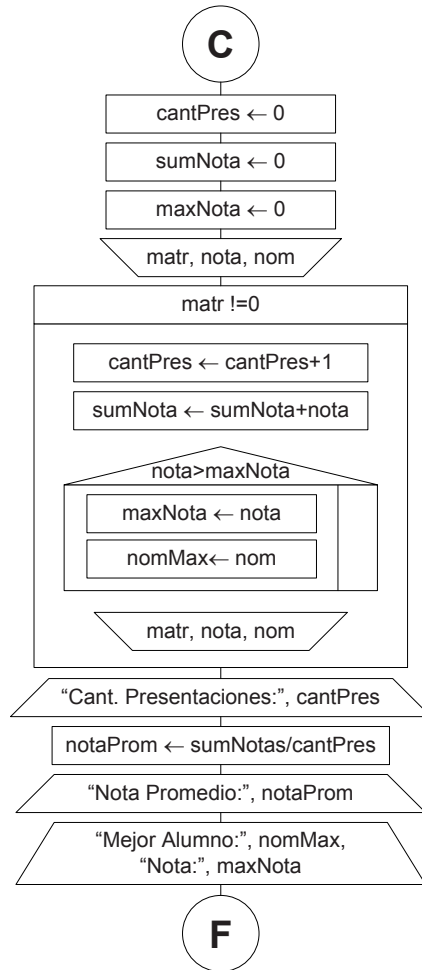 C
cantPres ← 0
sumNota ← 0
maxNota ← 0
matr, nota, nom
matr !=0
cantPres ← cantPres+1
sumNota ← sumNota+nota
nota>maxNota
maxNota ← nota
nomMax← nom
matr, nota, nom
“Cant. Presentaciones:”, cantPres
notaProm ← sumNotas/cantPres
“Nota Promedio:”, notaProm
“Mejor Alumno:”, nomMax,
“Nota:”, maxNota
F